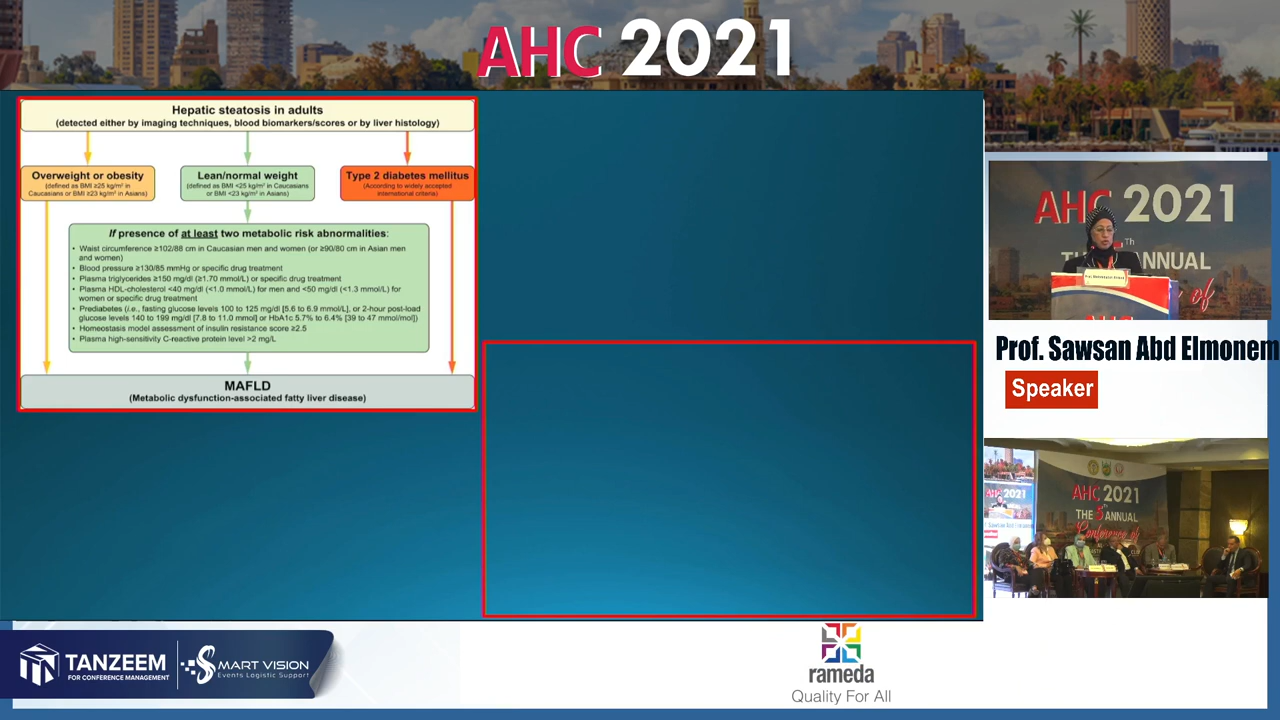 AHC 2021
Hepatic steatosis in adults
(detected either by imaging techniques, blood biomarkers/scores or by liver histology)
Overweight or obesity
(defined as BMI ≥25 kg/m² in
Caucasians or BMI ≥23 kg/m² in Asians)
Lean/normal weight
(defined as BMI <25 kg/m² in Caucasians
or BMI <23 kg/m² in Asians)
Type 2 diabetes mellitus
(According to widely accepted
international criteria)
If presence of at least two metabolic risk abnormalities:
• Waist circumference ≥102/88 cm in Caucasian men and women (or ≥90/80 cm in Asian men
and women)
• Blood pressure ≥130/85 mmHg or specific drug treatment
• Plasma triglycerides ≥150 mg/dl (≥1.70 mmol/L) or specific drug treatment
• Plasma HDL-cholesterol <40 mg/dl (<1.0 mmol/L) for men and <50 mg/dl (<1.3 mmol/L) for
women or specific drug treatment
• Prediabetes (i.e., fasting glucose levels 100 to 125 mg/dl [5.6 to 6.9 mmol/L], or 2-hour post-load
glucose levels 140 to 199 mg/dl [7.8 to 11.0 mmol] or HbA1c 5.7% to 6.4% [39 to 47 mmol/mol])
• Homeostasis model assessment of insulin resistance score ≥2.5
• Plasma high-sensitivity C-reactive protein level >2 mg/L
MAFLD
(Metabolic dysfunction-associated fatty liver disease)
AHC 2021
Th
ANNUAL
of
Prof. Sawsan Abd Elmonem
Speaker
AHC 2021
AHC 2021
THE 5 ANNUAL
Conference of
TANZEEM
FOR CONFERENCE MANAGEMENT
SMART VISION
Events Logistic Support
rameda
Quality For All